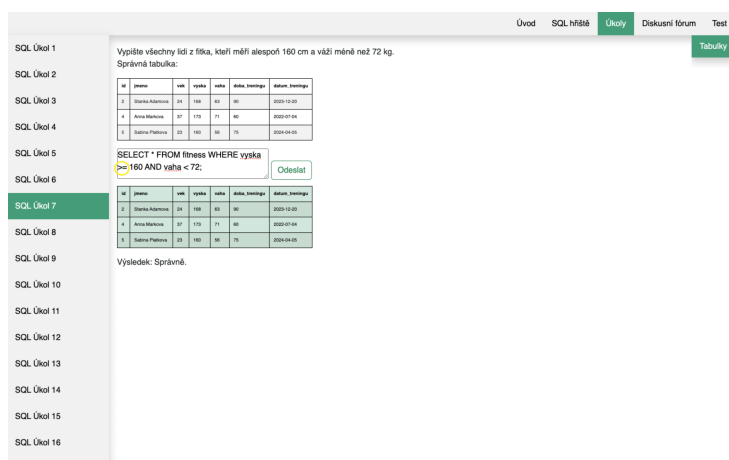 Úvod SQL hřiště Úkoly Diskusní fórum Test
Tabulky
SQL Úkol 1
SQL Úkol 2
SQL Úkol 3
SQL Úkol 4
SQL Úkol 5
SQL Úkol 6
SQL Úkol 7
SQL Úkol 8
SQL Úkol 9
SQL Úkol 10
SQL Úkol 11
SQL Úkol 12
SQL Úkol 13
SQL Úkol 14
SQL Úkol 15
SQL Úkol 16
Vypište všechny lidi z fitka, kteří měří alespoň 160 cm a váží méně než 72 kg.
Správná tabulka:
id jmeno vek vyska vaha doba_treningu datum_treningu
2 Stanka Adamova 24 168 63 90 2023-12-20
4 Anna Markova 37 173 71 60 2022-07-04
5 Sabina Platkova 23 160 56 75 2024-04-05
SELECT * FROM fitness WHERE vyska
>= 160 AND vaha < 72;
Odeslat
id jmeno vek vyska vaha doba_treningu datum_treningu
2 Stanka Adamova 24 168 63 90 2023-12-20
4 Anna Markova 37 173 71 60 2022-07-04
5 Sabina Platkova 23 160 56 75 2024-04-05
Výsledek: Správně.